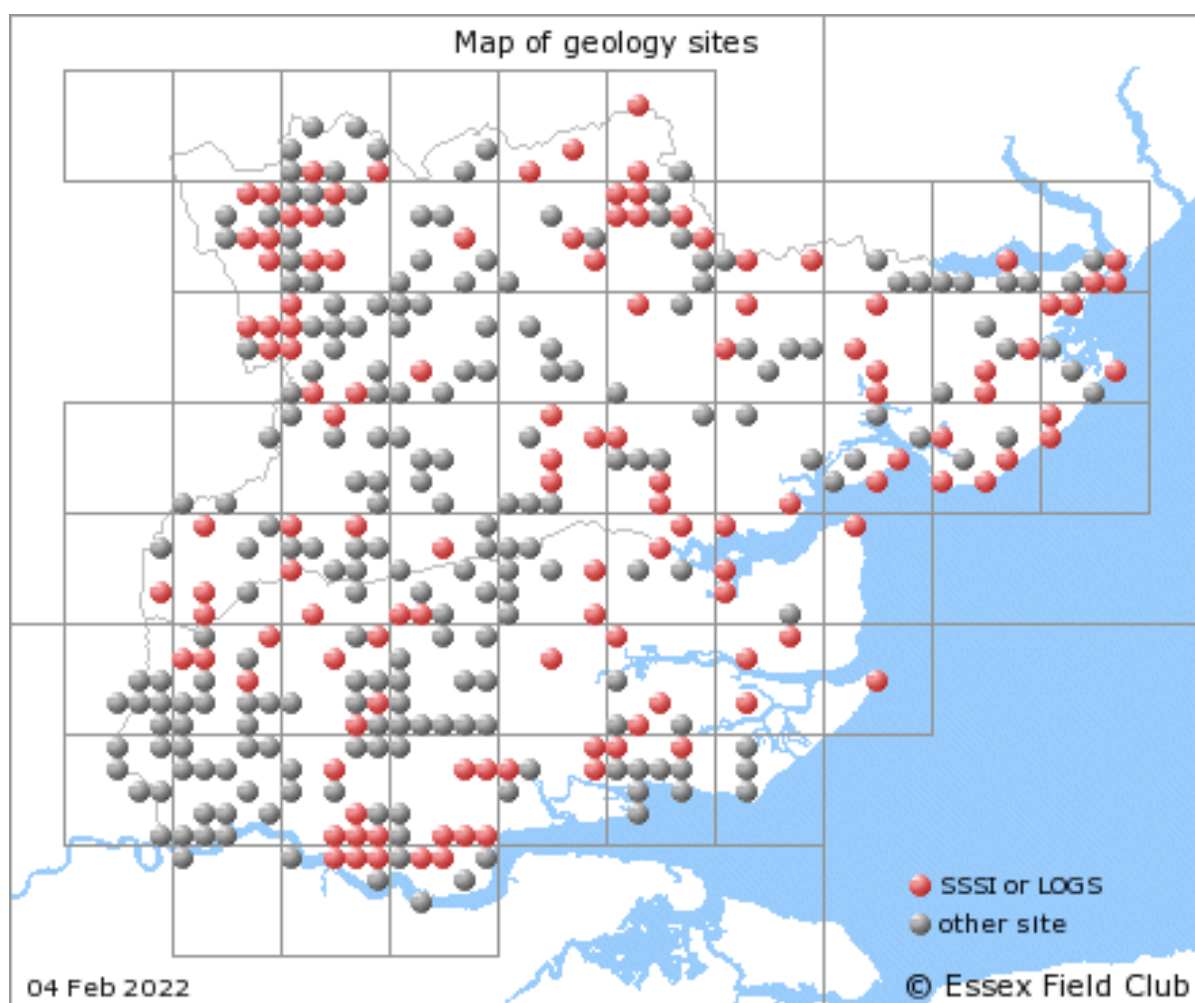 Map of geology sites
SSSI or LOGS
other site
04 Feb 2022
© Essex Field Club